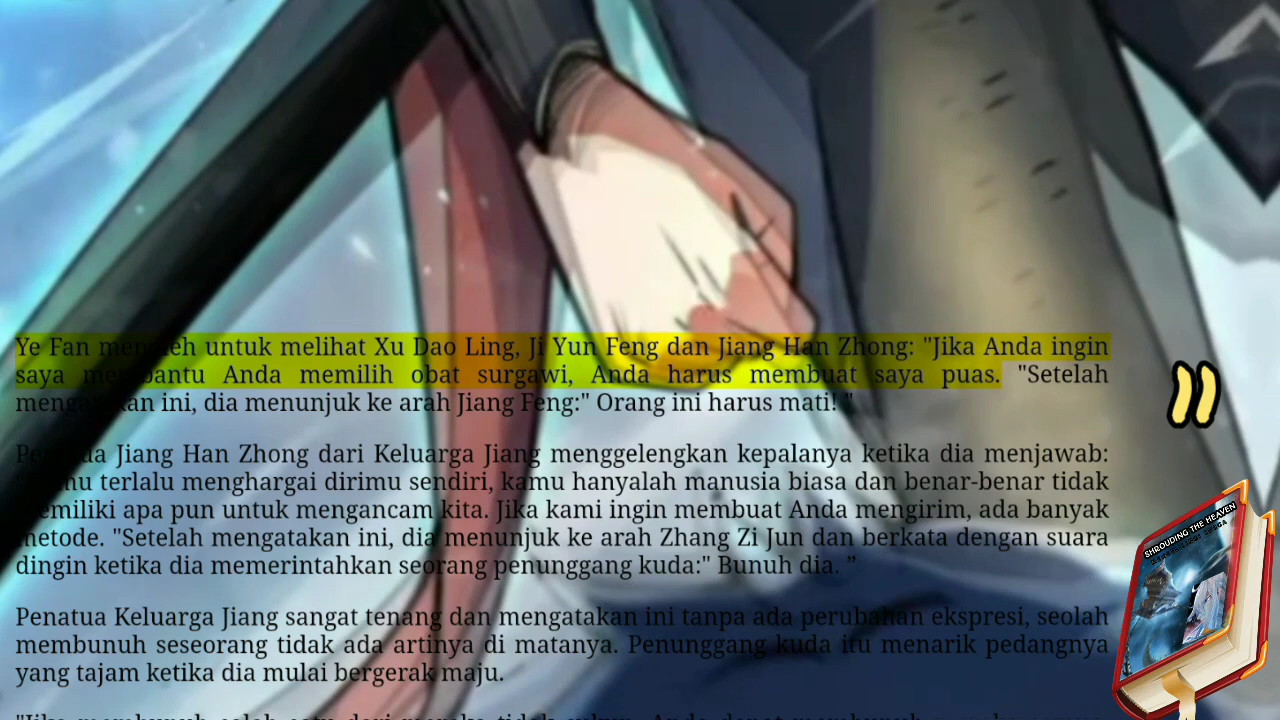 Ye Fan menoleh untuk melihat Xu Dao Ling, Ji Yun Feng dan Jiang Han Zhong: "Jika Anda ingin
saya membantu Anda memilih obat surgawi, Anda harus membuat saya puas. "Setelah
mengatakan ini, dia menunjuk ke arah Jiang Feng:" Orang ini harus mati! "
Penatua Jiang Han Zhong dari Keluarga Jiang menggelengkan kepalanya ketika dia menjawab:
"Kamu terlalu menghargai dirimu sendiri, kamu hanyalah manusia biasa dan benar-benar tidak
memiliki apa pun untuk mengancam kita. Jika kami ingin membuat Anda mengirim, ada banyak
metode. "Setelah mengatakan ini, dia menunjuk ke arah Zhang Zi Jun dan berkata dengan suara
dingin ketika dia memerintahkan seorang penunggang kuda:" Bunuh dia. ”
Penatua Keluarga Jiang sangat tenang dan mengatakan ini tanpa ada perubahan ekspresi, seolah
membunuh seseorang tidak ada artinya di matanya. Penunggang kuda itu menarik pedangnya
yang tajam ketika dia mulai bergerak maju.
SHROUDING THE HEAVEN